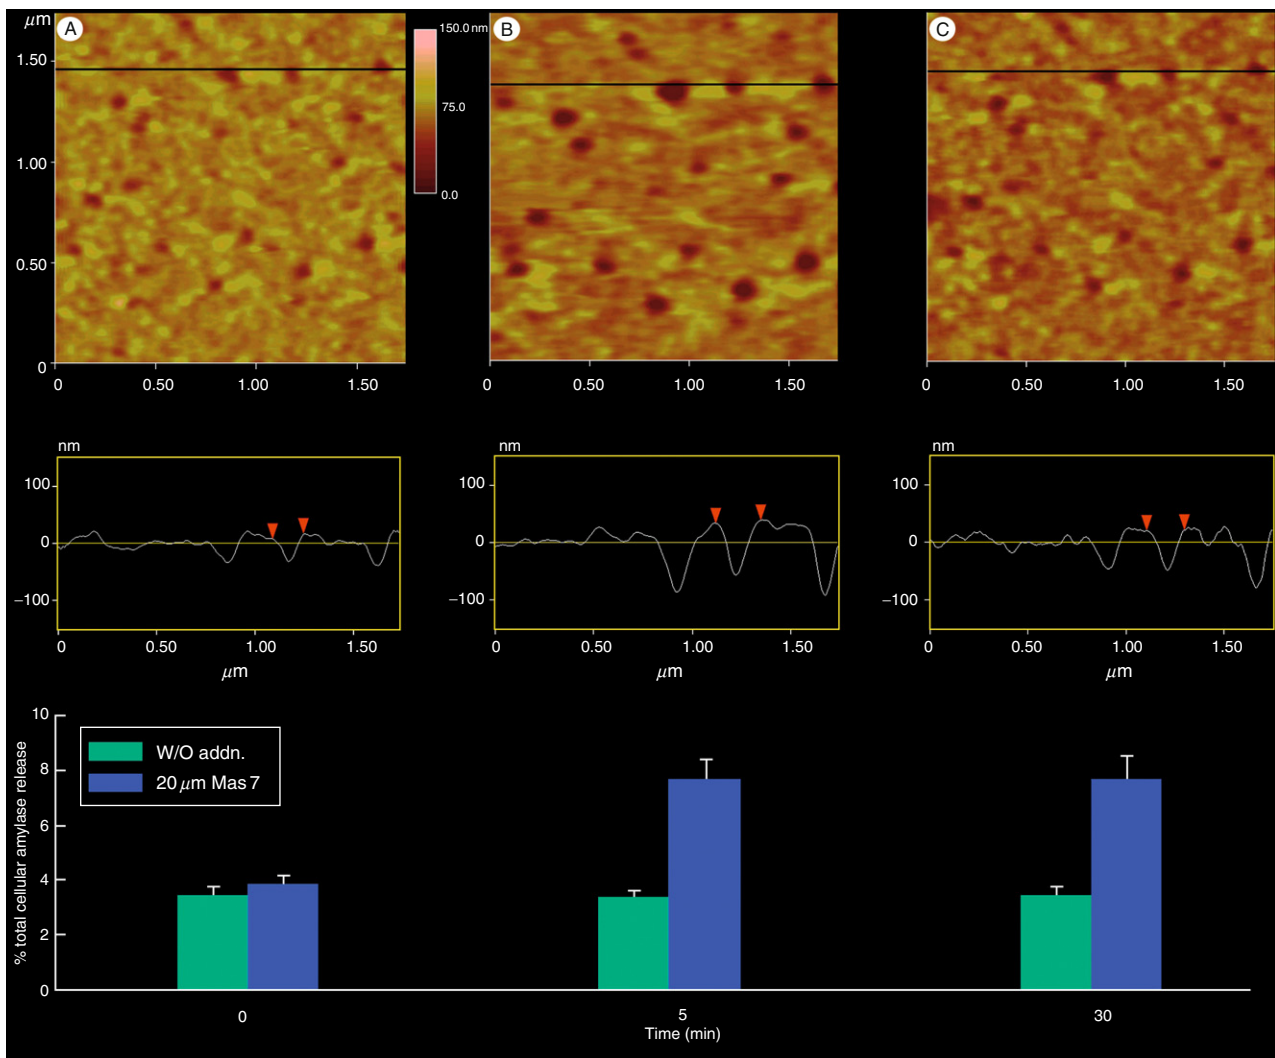 μm
A
150.0 nm
B
C
1.50
75.0
1.00
0.0
0.50
0
0 0.50 1.00 1.50
0 0.50 1.00 1.50
0 0.50 1.00 1.50
nm
100
0
−100
0 0.50 1.00 1.50
μm
nm
100
0
−100
0 0.50 1.00 1.50
μm
nm
100
0
−100
0 0.50 1.00 1.50
μm
% total cellular amylase release
10
8
6
4
2
0
W/O addn.
20 μm Mas 7
0 5 30
Time (min)